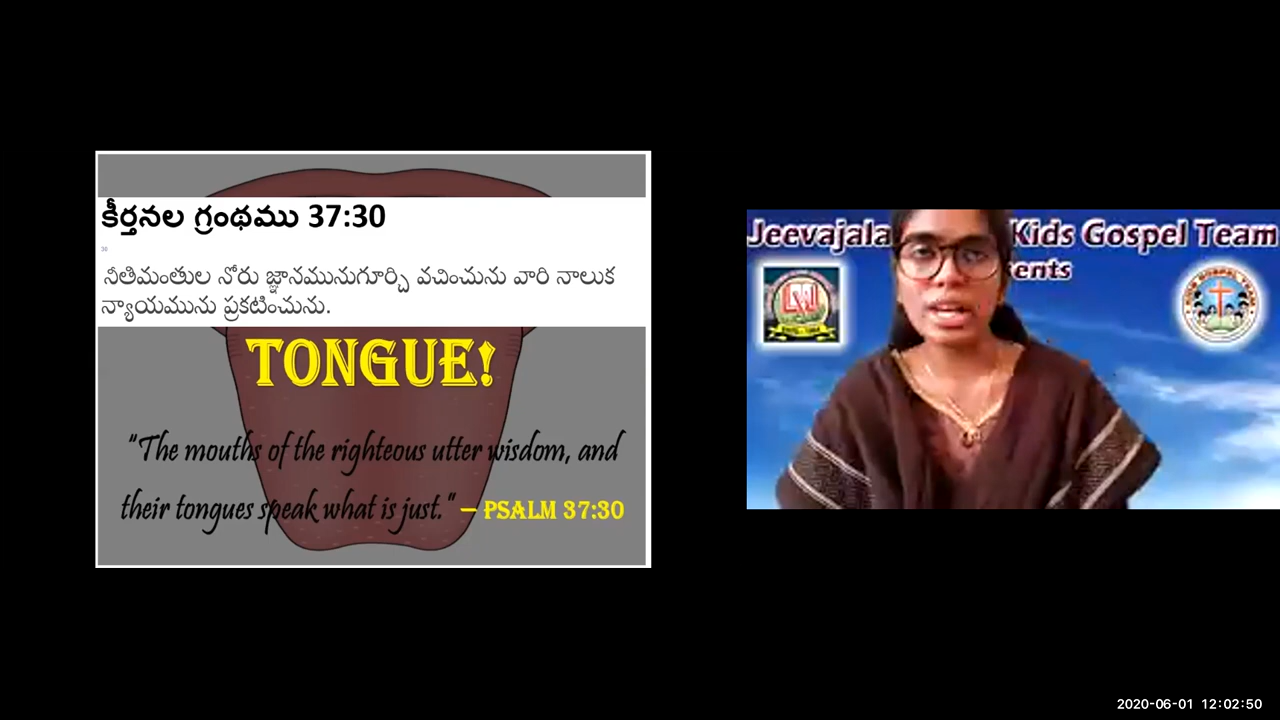 కీర్తనల గ్రంథము 37:30
30
నీతిమంతుల నోరు జ్ఞానమునుగూర్చి వచించును వారి నాలుక
న్యాయమును ప్రకటించును.
TONGUE!
"The mouths of the righteous utter wisdom, and
their tongues speak what is just." – PSALM 37:30
Jeevajala Kids Gospel Team
ents
2020-06-01 12:02:50